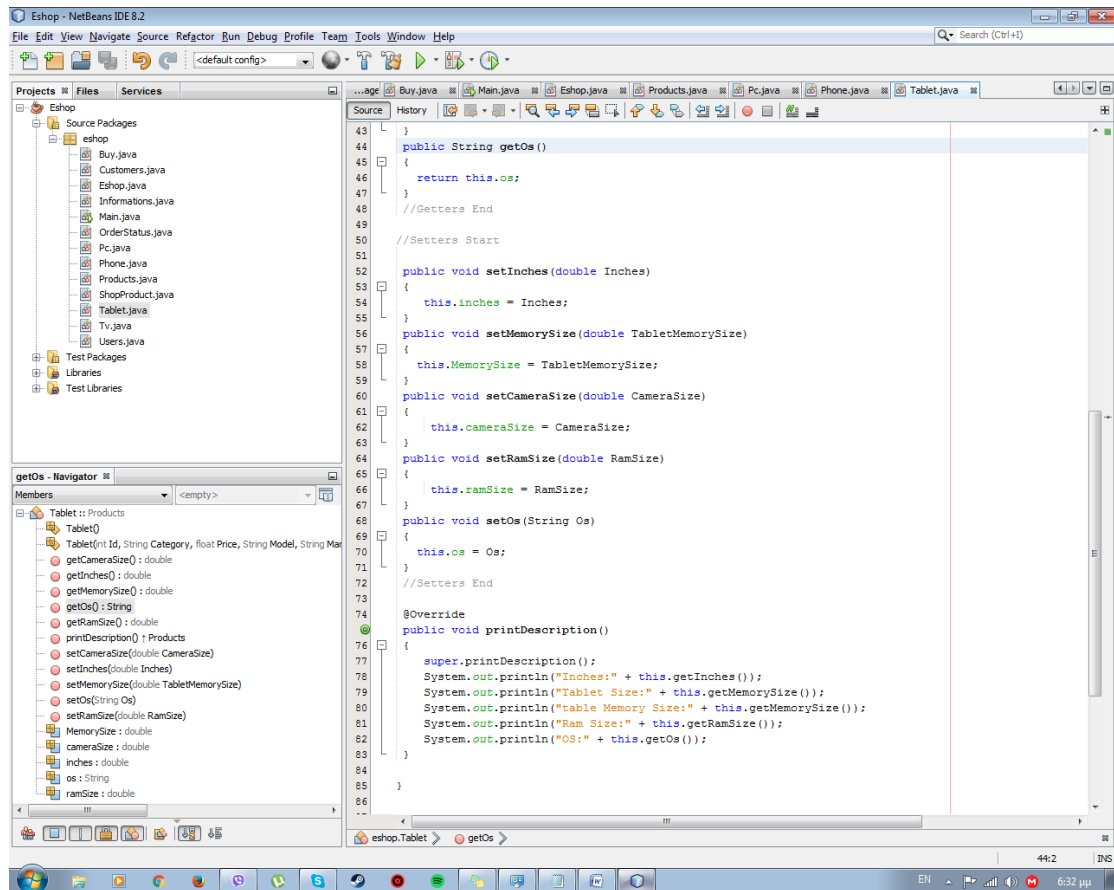 Eshop - NetBeans IDE 8.2
File Edit View Navigate Source Refactor Run Debug Profile Team Tools Window Help
Search (Ctrl+I)
<default config>
Projects Files Services
Eshop
Source Packages
eshop
Buy.java
Customers.java
Eshop.java
Informations.java
Main.java
OrderStatus.java
Pc.java
Phone.java
Products.java
ShopProduct.java
Tablet.java
Tv.java
Users.java
Test Packages
Libraries
Test Libraries
getOs - Navigator
Members <empty>
Tablet :: Products
Tablet()
Tablet(int Id, String Category, float Price, String Model, String Mar
getCameraSize() : double
getInches() : double
getMemorySize() : double
getOs() : String
getRamSize() : double
printDescription() ↑ Products
setCameraSize(double CameraSize)
setInches(double Inches)
setMemorySize(double TabletMemorySize)
setOs(String Os)
setRamSize(double RamSize)
MemorySize : double
cameraSize : double
inches : double
os : String
ramSize : double
...age Buy.java Main.java Eshop.java Products.java Pc.java Phone.java Tablet.java
Source History
43 }
44 public String getOs()
45 {
46 return this.os;
47 }
48 //Getters End
49
50 //Setters Start
51
52 public void setInches(double Inches)
53 {
54 this.inches = Inches;
55 }
56 public void setMemorySize(double TabletMemorySize)
57 {
58 this.MemorySize = TabletMemorySize;
59 }
60 public void setCameraSize(double CameraSize)
61 {
62 this.cameraSize = CameraSize;
63 }
64 public void setRamSize(double RamSize)
65 {
66 this.ramSize = RamSize;
67 }
68 public void setOs(String Os)
69 {
70 this.os = Os;
71 }
72 //Setters End
73
74 @Override
public void printDescription()
76 {
77 super.printDescription();
78 System.out.println("Inches:" + this.getInches());
79 System.out.println("Tablet Size:" + this.getMemorySize());
80 System.out.println("table Memory Size:" + this.getMemorySize());
81 System.out.println("Ram Size:" + this.getRamSize());
82 System.out.println("OS:" + this.getOs());
83 }
84
85 }
86
eshop.Tablet getOs
44:2 INS
EN 6:32 μμ